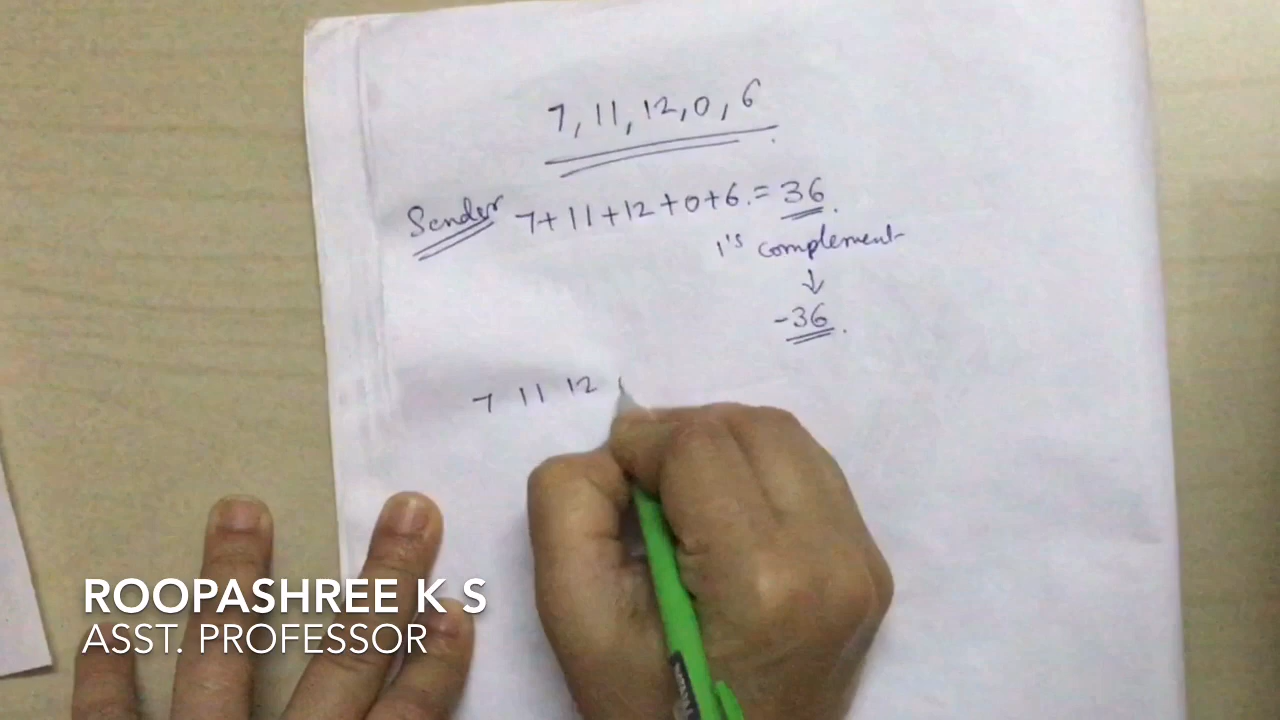 7, 11, 12, 0, 6
Sender 7+11+12+0+6.= 36.
1's complement
↓
-36.
7 11 12
ROOPASHREE K S
ASST. PROFESSOR